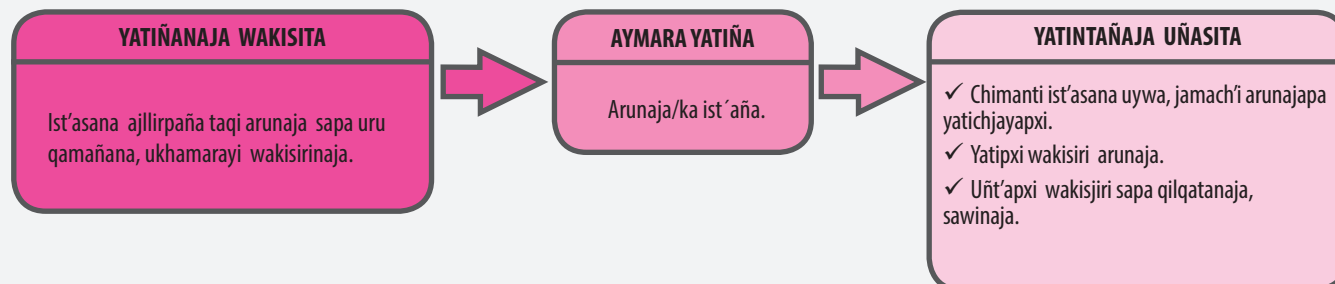 YATIÑANAJA WAKISITA
Ist'asana ajllirpaña taqi arunaja sapa uru
qamañana, ukhamarayi wakisirinaja.
AYMARA YATIÑA
Arunaja/ka ist´aña.
YATINTAÑAJA UÑASITA
✓ Chimanti ist'asana uywa, jamach'i arunajapa
yatichjayapxi.
✓ Yatipxi wakisiri arunaja.
✓ Uñt'apxi wakisjiri sapa qilqatanaja,
sawinaja.